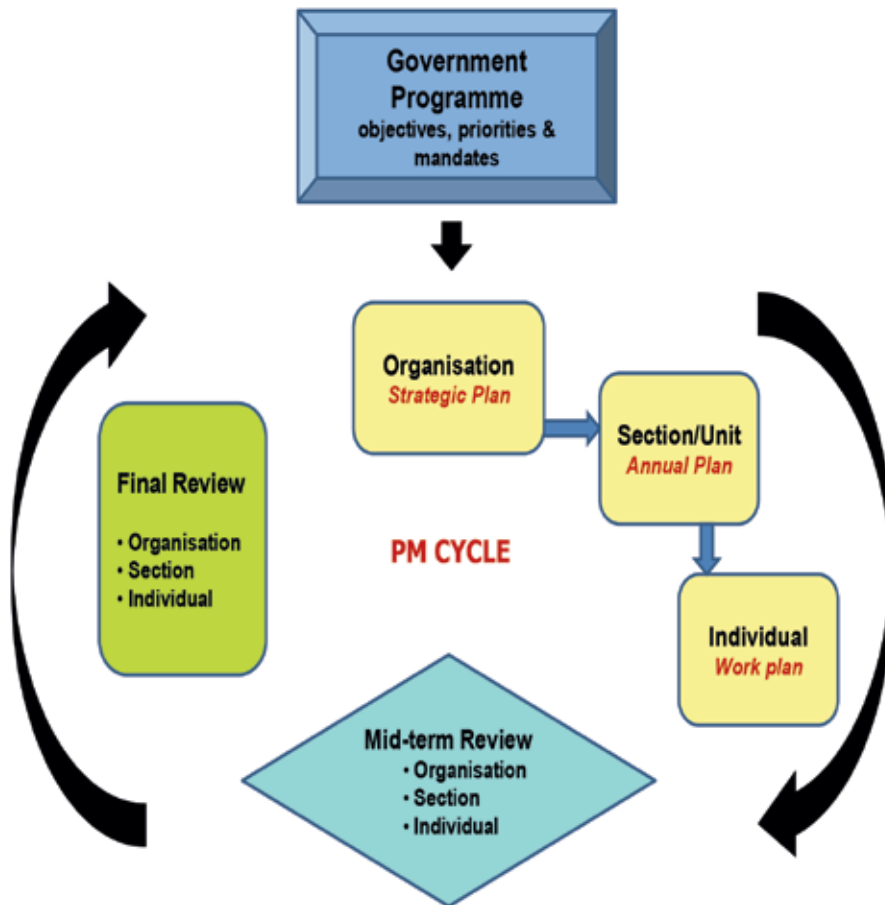 Government
Programme
objectives, priorities &
mandates
Organisation
Strategic Plan
Section/Unit
Annual Plan
Final Review
• Organisation
• Section
• Individual
PM CYCLE
Individual
Work plan
Mid-term Review
• Organisation
• Section
• Individual